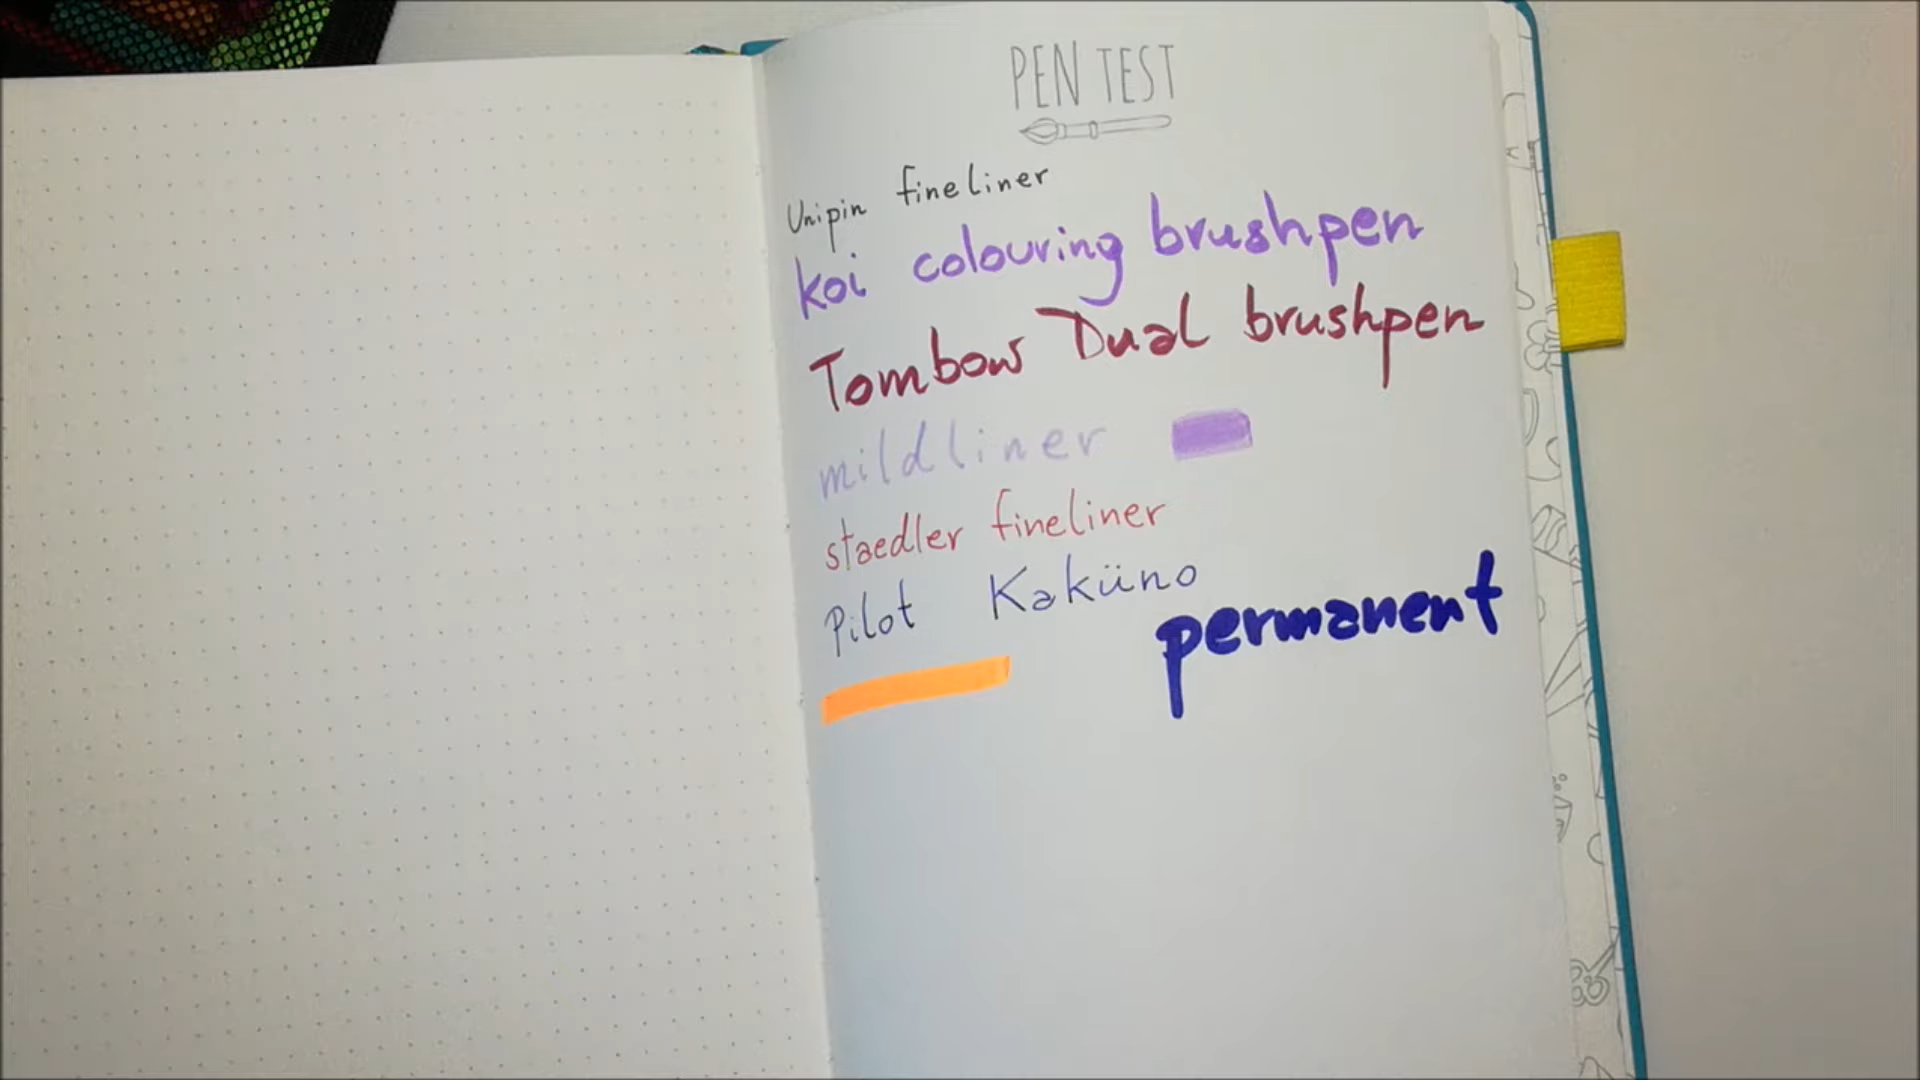 PEN TEST
Unipin fineliner
koi colouring brushpen
Tombow Dual brushpen
mildliner
staedler fineliner
Pilot Kaküno
permanent